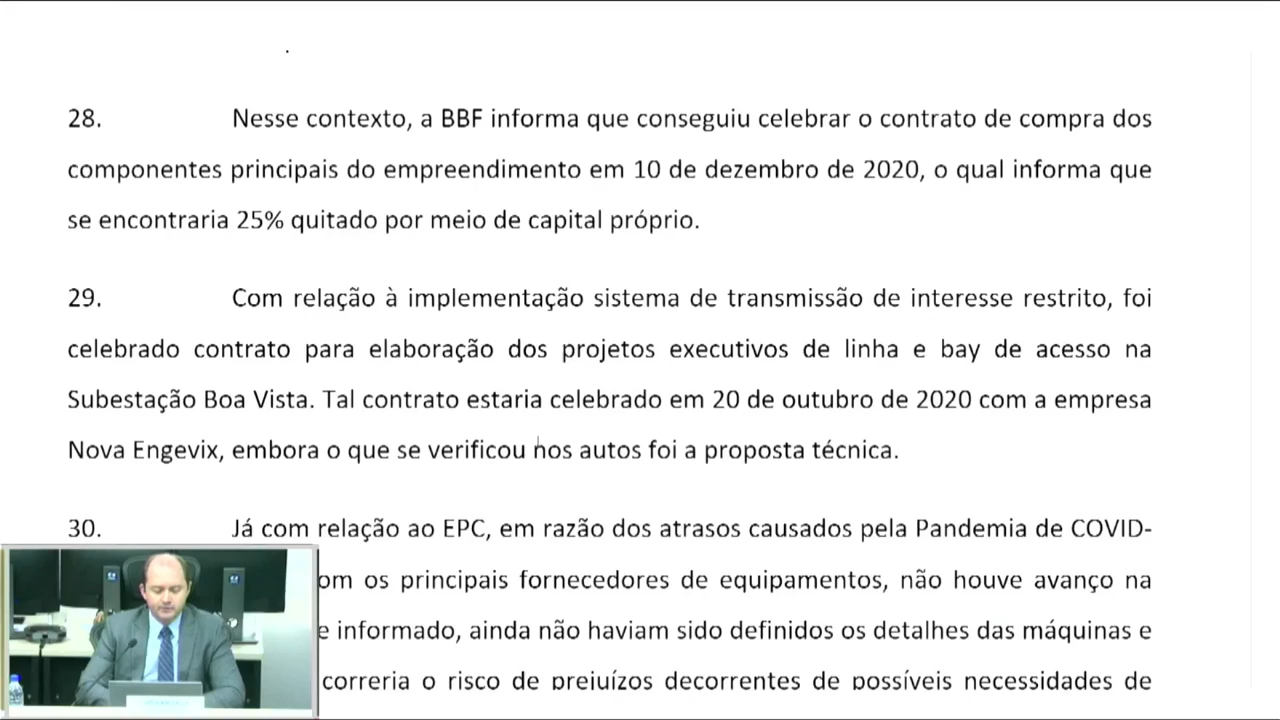 28. Nesse contexto, a BBF informa que conseguiu celebrar o contrato de compra dos
componentes principais do empreendimento em 10 de dezembro de 2020, o qual informa que
se encontraria 25% quitado por meio de capital próprio.
29. Com relação à implementação sistema de transmissão de interesse restrito, foi
celebrado contrato para elaboração dos projetos executivos de linha e bay de acesso na
Subestação Boa Vista. Tal contrato estaria celebrado em 20 de outubro de 2020 com a empresa
Nova Engevix, embora o que se verificou nos autos foi a proposta técnica.
30. Já com relação ao EPC, em razão dos atrasos causados pela Pandemia de COVID-
om os principais fornecedores de equipamentos, não houve avanço na
e informado, ainda não haviam sido definidos os detalhes das máquinas e
correria o risco de prejuízos decorrentes de possíveis necessidades de